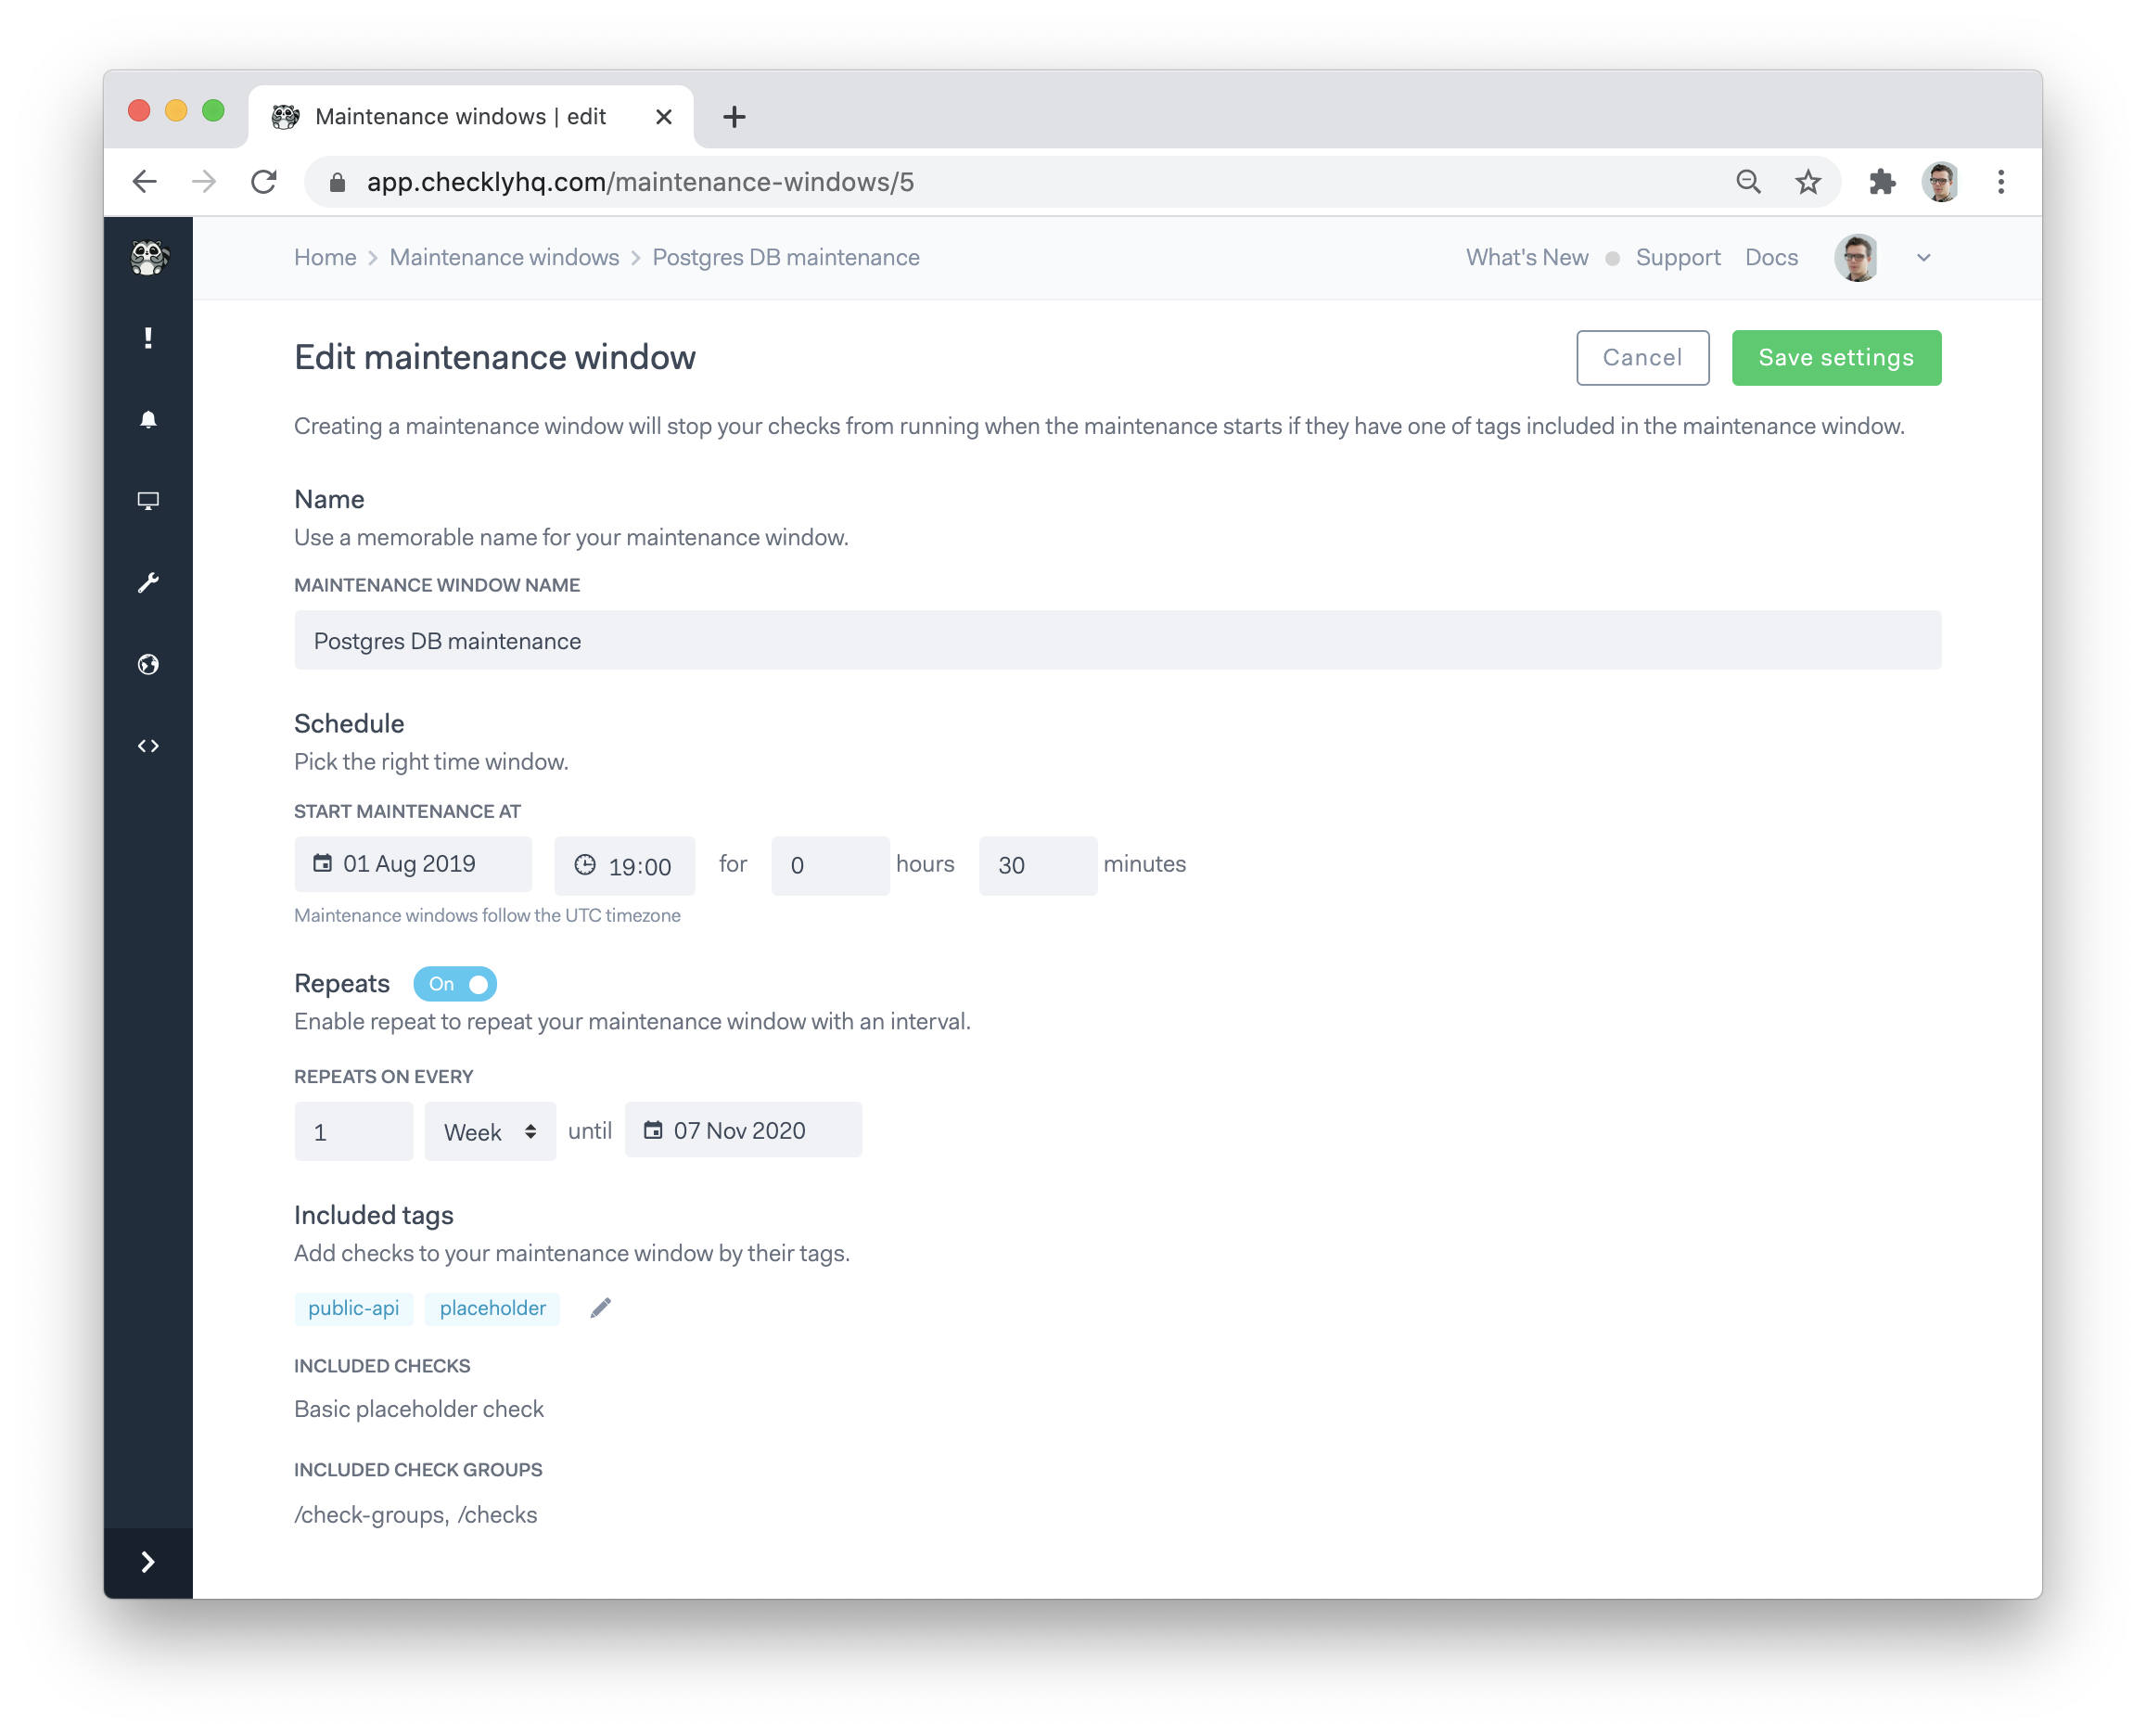 Maintenance windows | edit
app.checklyhq.com/maintenance-windows/5
Home > Maintenance windows > Postgres DB maintenance What's New Support Docs
Edit maintenance window Cancel Save settings
Creating a maintenance window will stop your checks from running when the maintenance starts if they have one of tags included in the maintenance window.
Name
Use a memorable name for your maintenance window.
MAINTENANCE WINDOW NAME
Postgres DB maintenance
Schedule
Pick the right time window.
START MAINTENANCE AT
01 Aug 2019 19:00 for 0 hours 30 minutes
Maintenance windows follow the UTC timezone
Repeats On
Enable repeat to repeat your maintenance window with an interval.
REPEATS ON EVERY
1 Week until 07 Nov 2020
Included tags
Add checks to your maintenance window by their tags.
public-api placeholder
INCLUDED CHECKS
Basic placeholder check
INCLUDED CHECK GROUPS
/check-groups, /checks